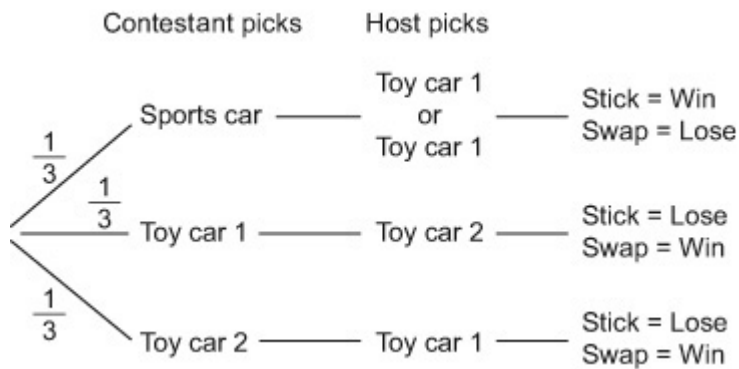 Contestant picks Host picks
Toy car 1
Sports car or Stick = Win
Toy car 1 Swap = Lose
1
3
1
3
Toy car 1 Toy car 2 Stick = Lose
Swap = Win
1
3
Toy car 2 Toy car 1 Stick = Lose
Swap = Win